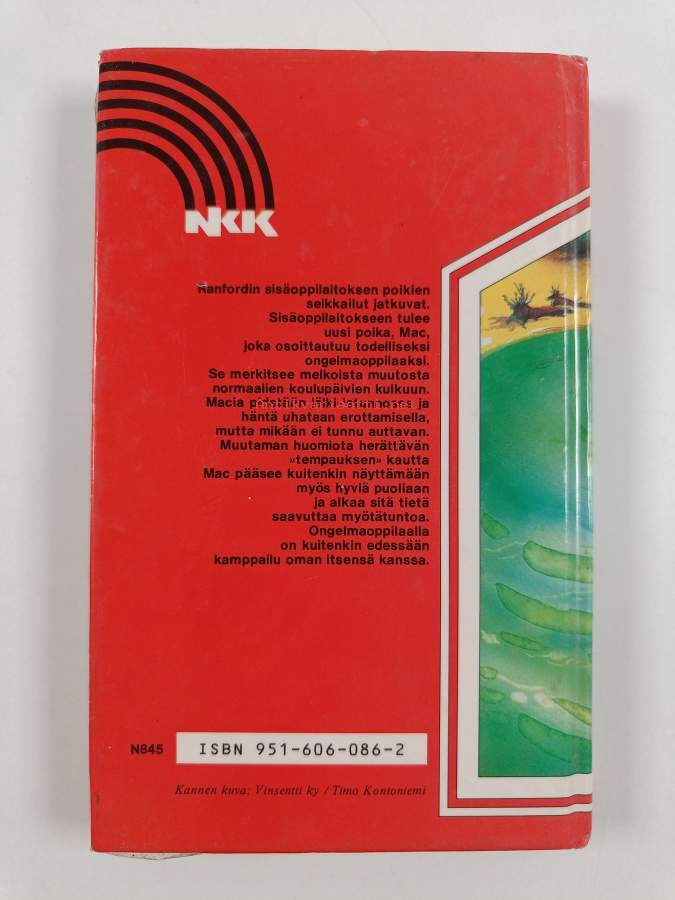 NKK
Ranfordin sisäoppilaitoksen poikien
seikkailut jatkuvat.
Sisäoppilaitokseen tulee
uusi poika, Mac,
joka osoittautuu todelliseksi
ongelmaoppilaaksi.
Se merkitsee melkoista muutosta
normaalien koulupäivien kulkuun.
Macia pidetään
häntä uhataan erottamisella,
mutta mikään ei tunnu auttavan.
Muutaman huomiota herättävän
»tempauksen» kautta
Mac pääsee kuitenkin näyttämään
myös hyviä puoliaan
ja alkaa sitä tietä
saavuttaa myötätuntoa.
Ongelmaoppilaalla
on kuitenkin edessään
kamppailu oman itsensä kanssa.
N845
ISBN 951-606-086-2
Kannen kuva: Vinsentti ky / Timo Kontoniemi